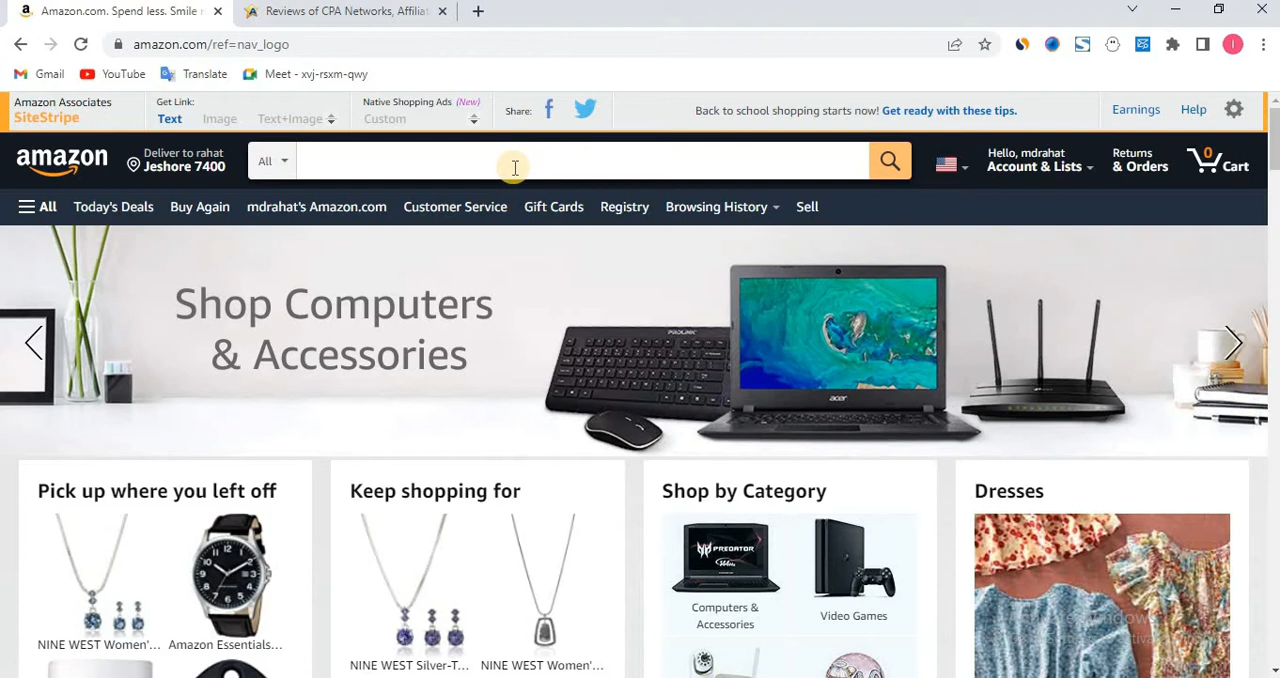 Amazon.com. Spend less. Smile
Reviews of CPA Networks, Affiliat
amazon.com/ref=nav_logo
Gmail
YouTube
Translate
Meet - xvj-rsxm-qwy
Amazon Associates
SiteStripe
Get Link:
Text
Image
Text+Image
Native Shopping Ads (New)
Custom
Share:
Back to school shopping starts now! Get ready with these tips.
Earnings
Help
amazon
Deliver to rahat
Jeshore 7400
All
Hello, mdrahat
Account & Lists
Returns
& Orders
0
Cart
All
Today's Deals
Buy Again
mdrahat's Amazon.com
Customer Service
Gift Cards
Registry
Browsing History
Sell
Shop Computers
& Accessories
PROLINK
acer
Pick up where you left off
Keep shopping for
Shop by Category
Dresses
PREDATOR
Computers &
Accessories
Video Games
NINE WEST Women'...
Amazon Essentials...
NINE WEST Silver-T...
NINE WEST Women'...